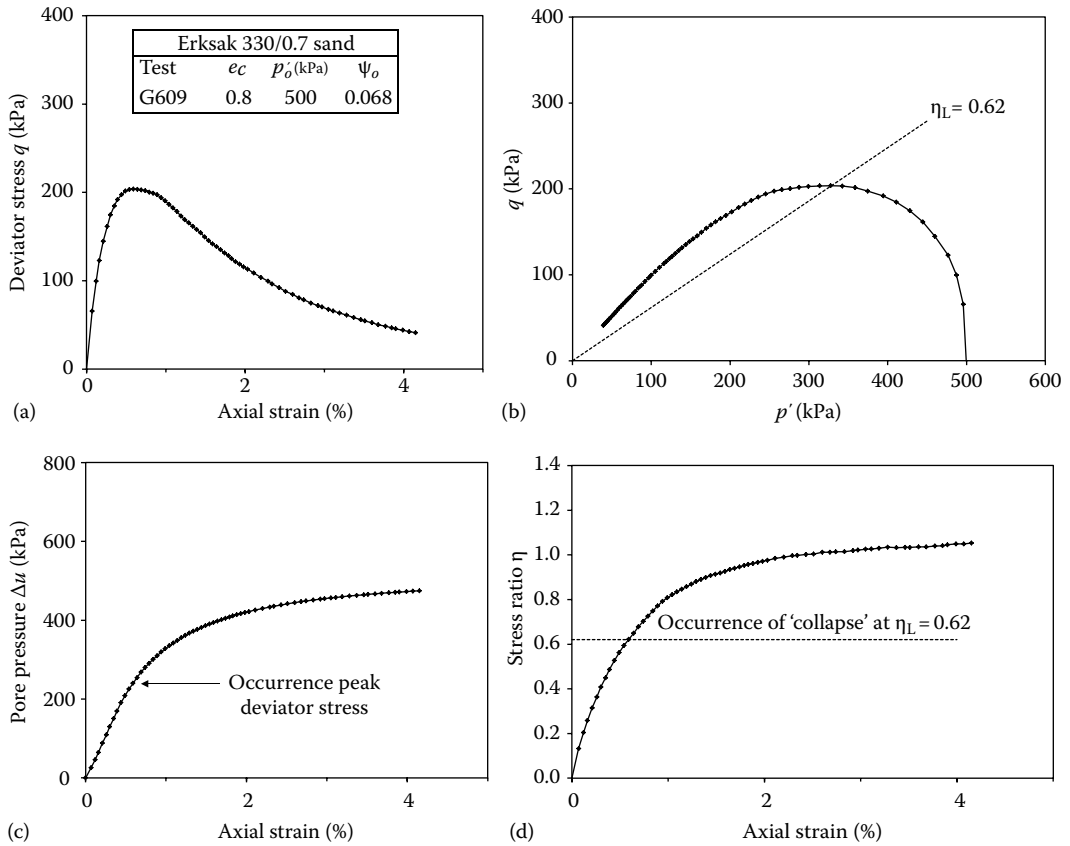 400
300
200
100
0
Deviator stress q (kPa)
Erksak 330/0.7 sand
Test e_C p′_o (kPa) ψ_o
G609 0.8 500 0.068
0 2 4
(a) Axial strain (%)
400
300
200
100
0
q (kPa)
η_L = 0.62
0 100 200 300 400 500 600
(b) p′ (kPa)
800
600
400
200
0
Pore pressure Δu (kPa)
Occurrence peak
deviator stress
0 2 4
(c) Axial strain (%)
1.4
1.2
1.0
0.8
0.6
0.4
0.2
0.0
Stress ratio η
Occurrence of ‘collapse’ at η_L = 0.62
0 2 4
(d) Axial strain (%)